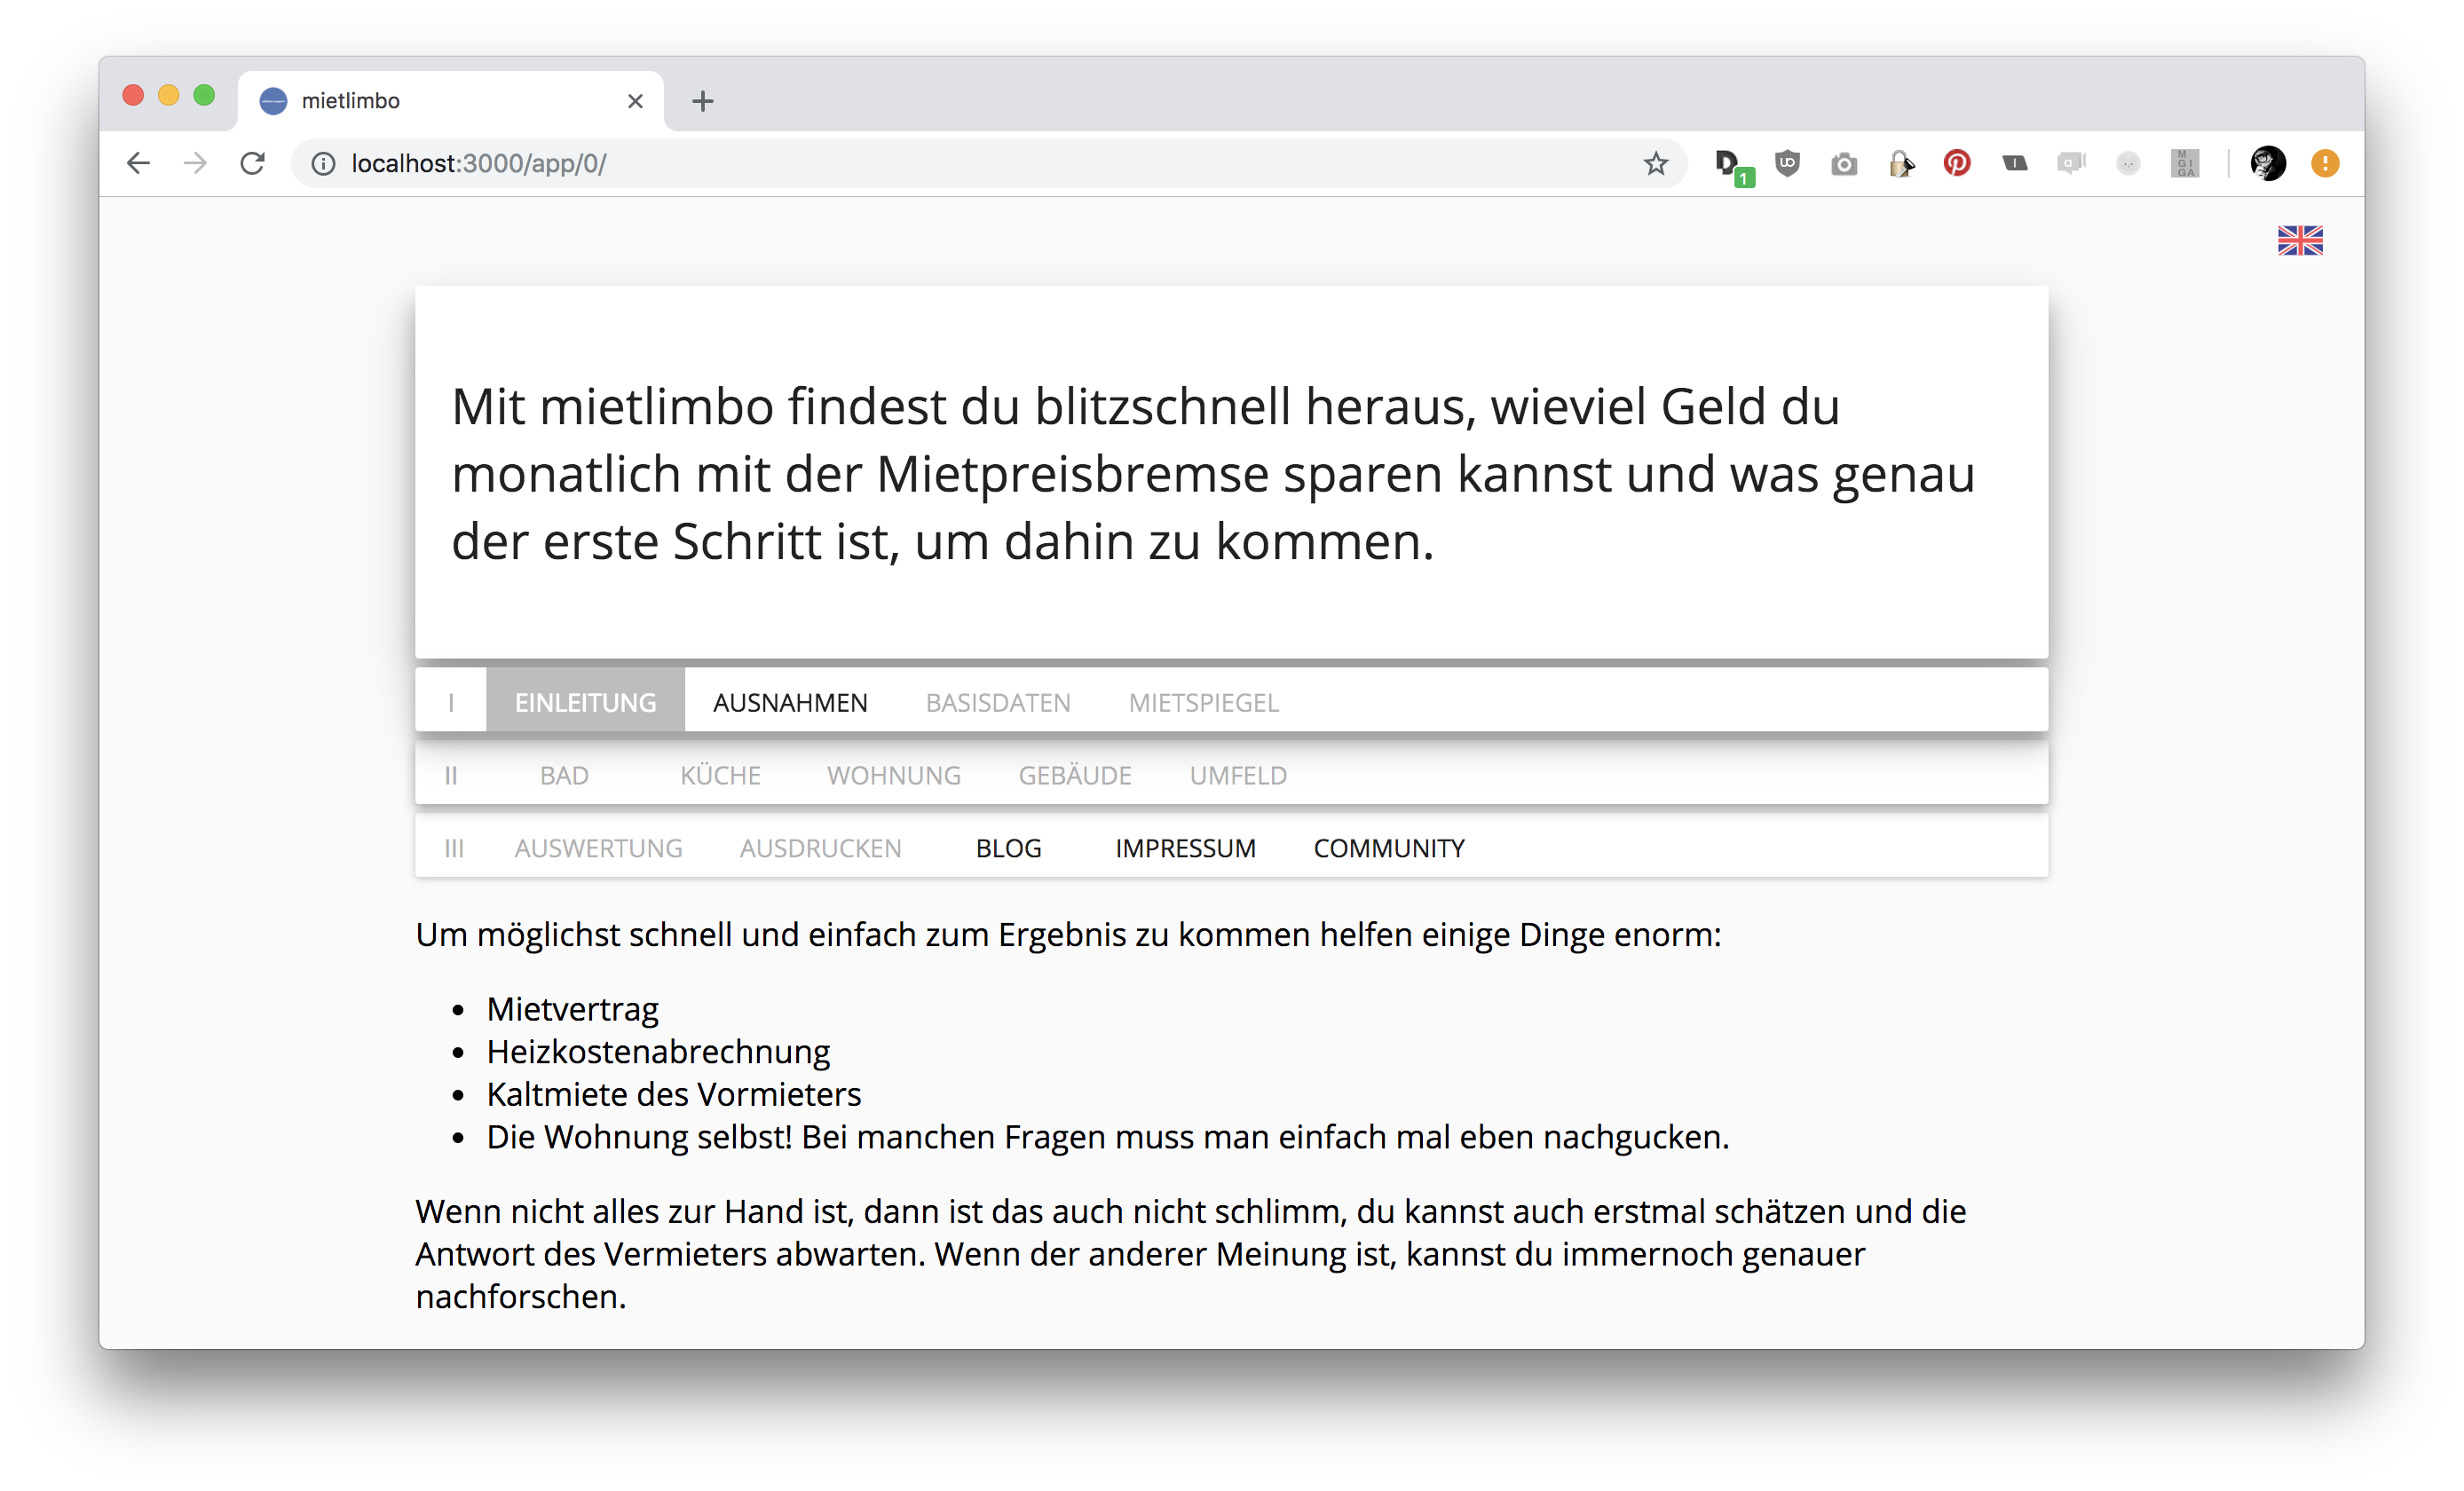 mietlimbo
localhost:3000/app/0/
1
M
GI
GA
Mit mietlimbo findest du blitzschnell heraus, wieviel Geld du
monatlich mit der Mietpreisbremse sparen kannst und was genau
der erste Schritt ist, um dahin zu kommen.
I EINLEITUNG AUSNAHMEN BASISDATEN MIETSPIEGEL
II BAD KÜCHE WOHNUNG GEBÄUDE UMFELD
III AUSWERTUNG AUSDRUCKEN BLOG IMPRESSUM COMMUNITY
Um möglichst schnell und einfach zum Ergebnis zu kommen helfen einige Dinge enorm:
• Mietvertrag
• Heizkostenabrechnung
• Kaltmiete des Vormieters
• Die Wohnung selbst! Bei manchen Fragen muss man einfach mal eben nachgucken.
Wenn nicht alles zur Hand ist, dann ist das auch nicht schlimm, du kannst auch erstmal schätzen und die
Antwort des Vermieters abwarten. Wenn der anderer Meinung ist, kannst du immernoch genauer
nachforschen.